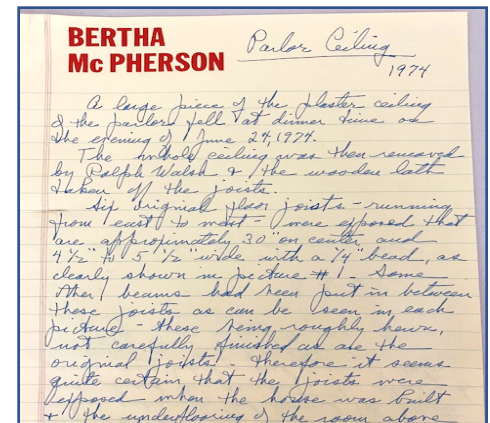 BERTHA
Mc PHERSON
Parlor Ceiling
1974
A large piece of the plaster ceiling
of the parlor fell at dinner time on
the evening of June 24, 1974.
The whole ceiling was then removed
by Ralph Walsh & the wooden lath
taken off the joists.
Six original floor joists - running
from east to west - were exposed that
are approximately 30" on center and
4 1/2" to 5 1/2" wide with a 1/4" bead, as
clearly shown in picture #1. Some
other beams had been put in between
these joists as can be seen in each
picture - these being roughly hewn,
not carefully finished as are the
original joists. Therefore it seems
quite certain that the joists were
exposed when the house was built
& the underflooring of the room above